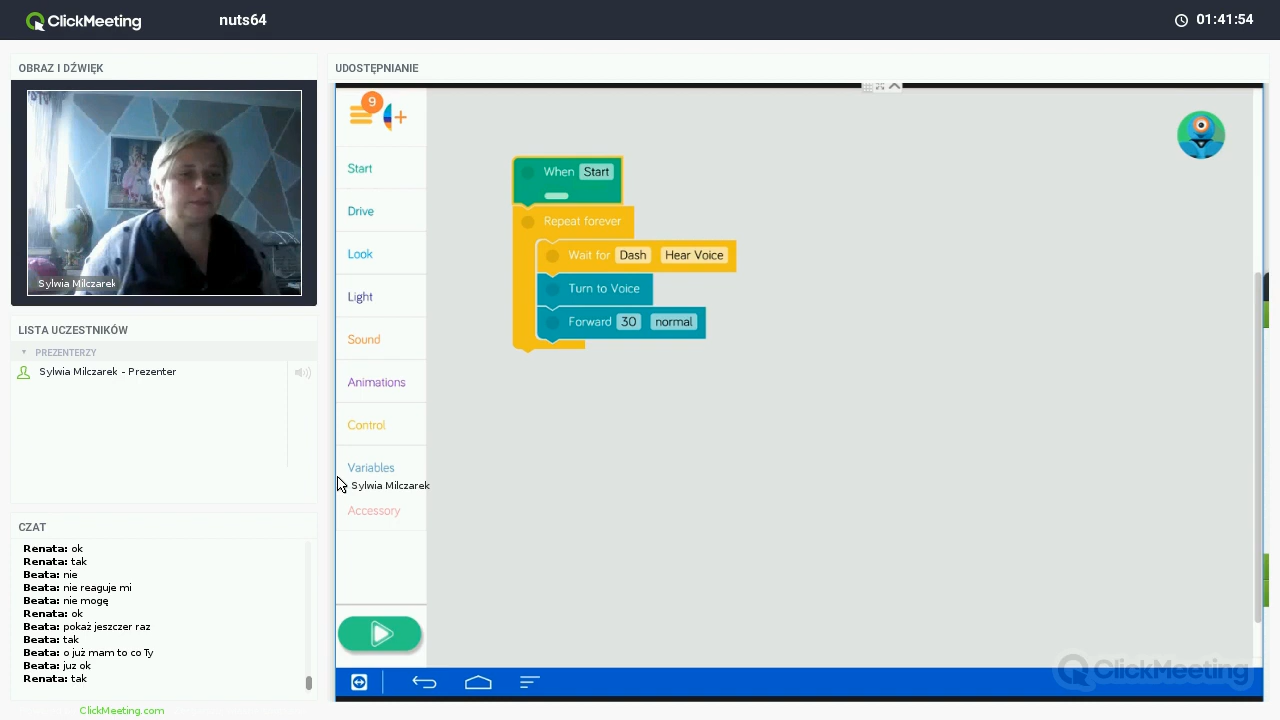 ClickMeeting
nuts64
01:41:54
OBRAZ I DŹWIĘK
Sylwia Milczarek
LISTA UCZESTNIKÓW
PREZENTERZY
Sylwia Milczarek - Prezenter
CZAT
Renata: ok
Renata: tak
Beata: nie
Beata: nie reaguje mi
Beata: nie mogę
Renata: ok
Beata: pokaż jeszczer raz
Beata: tak
Beata: o już mam to co Ty
Beata: juz ok
Renata: tak
ClickMeeting.com
UDOSTĘPNIANIE
9
Start
Drive
Look
Light
Sound
Animations
Control
Variables
Sylwia Milczarek
Accessory
When Start
Repeat forever
Wait for Dash Hear Voice
Turn to Voice
Forward 30 normal
ClickMeeting